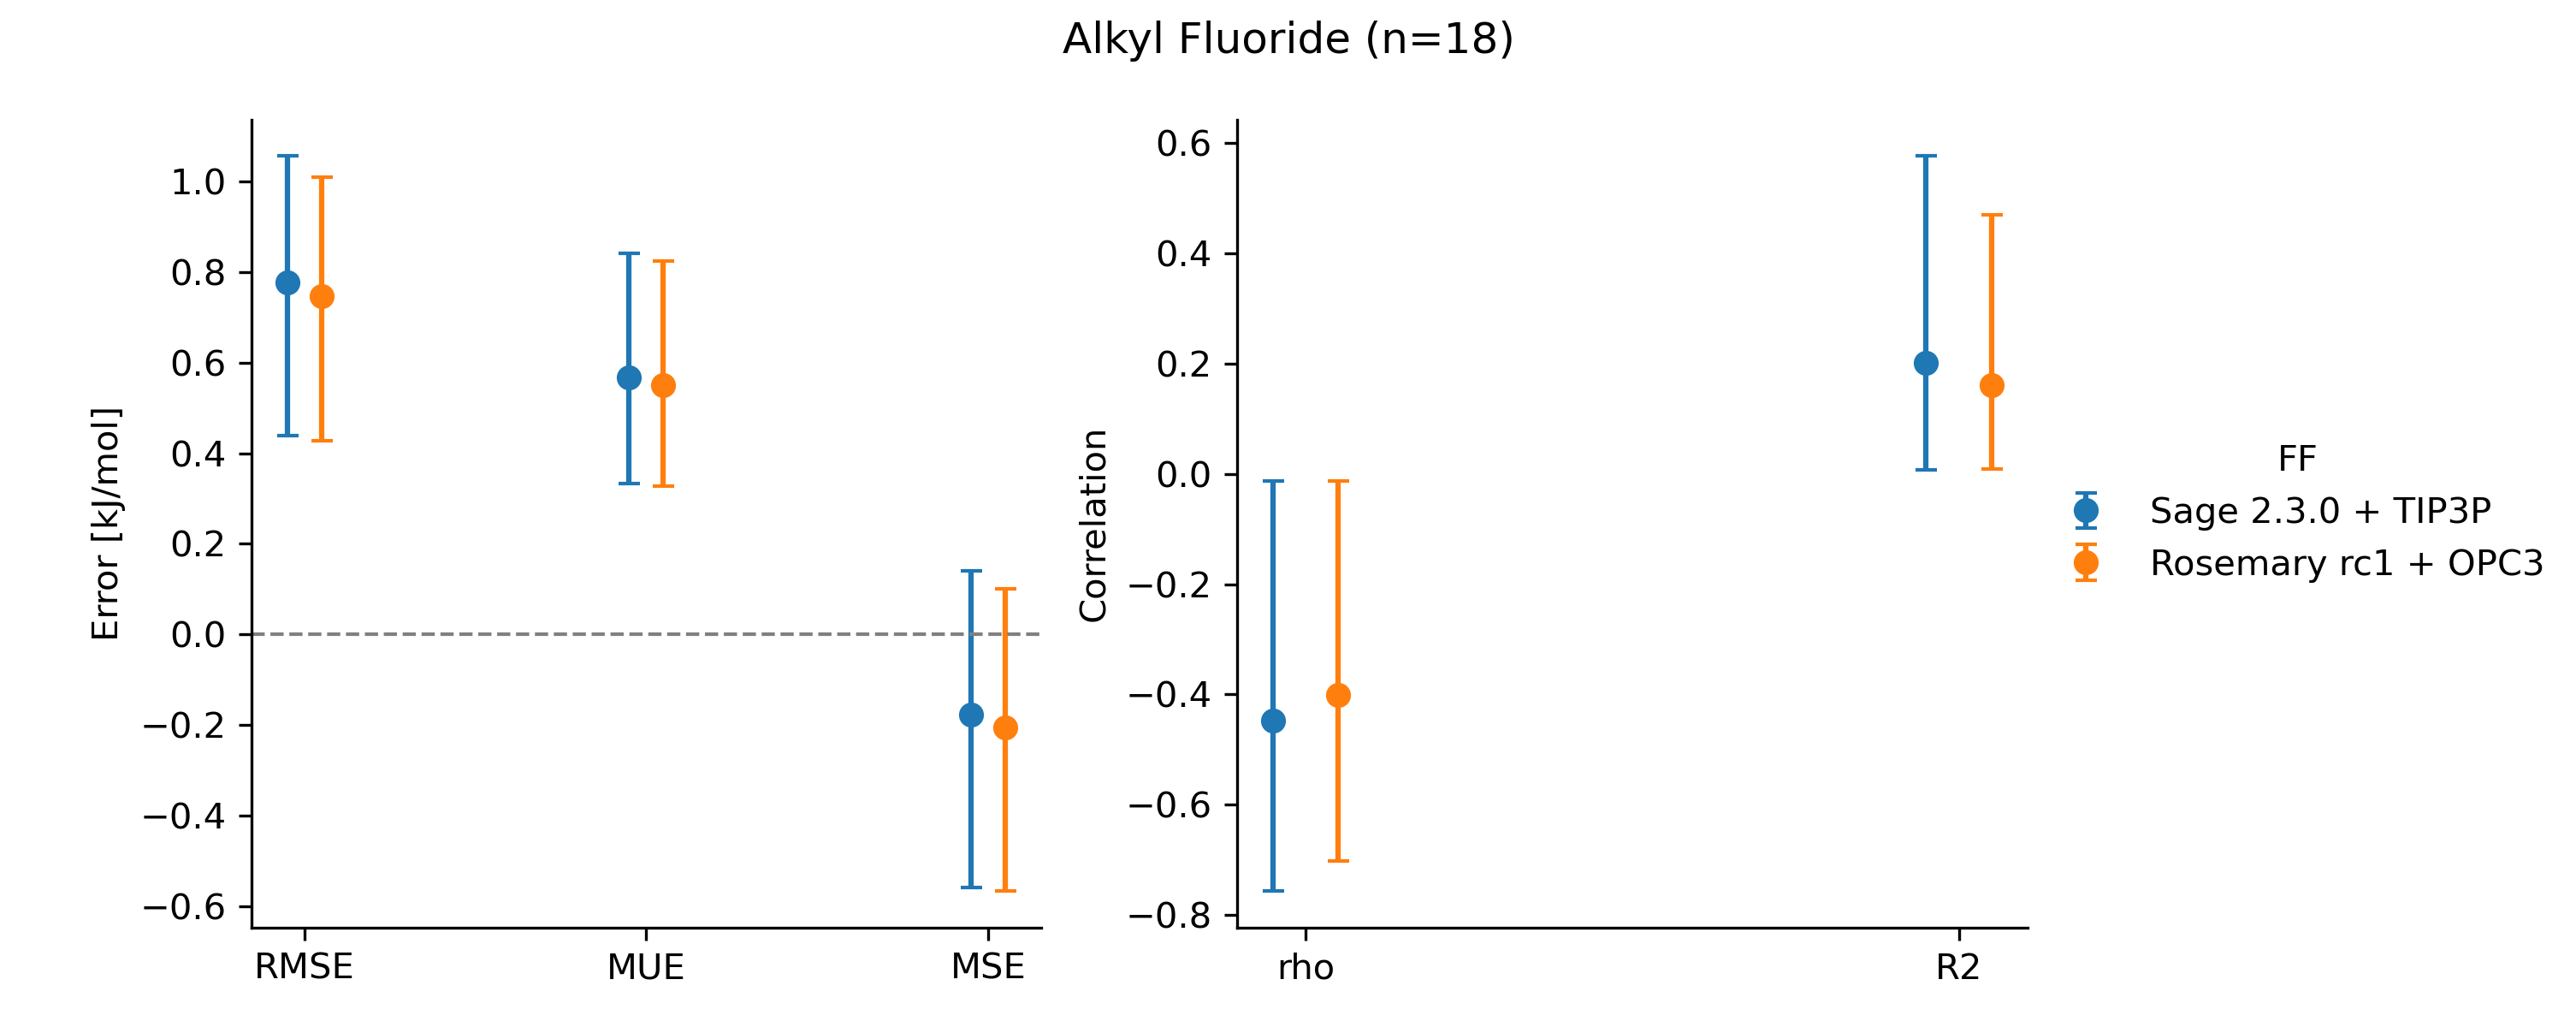 Alkyl Fluoride (n=18)
Error [kJ/mol]
1.0
0.8
0.6
0.4
0.2
0.0
−0.2
−0.4
−0.6
RMSE
MUE
MSE
Correlation
0.6
0.4
0.2
0.0
−0.2
−0.4
−0.6
−0.8
rho
R2
FF
Sage 2.3.0 + TIP3P
Rosemary rc1 + OPC3